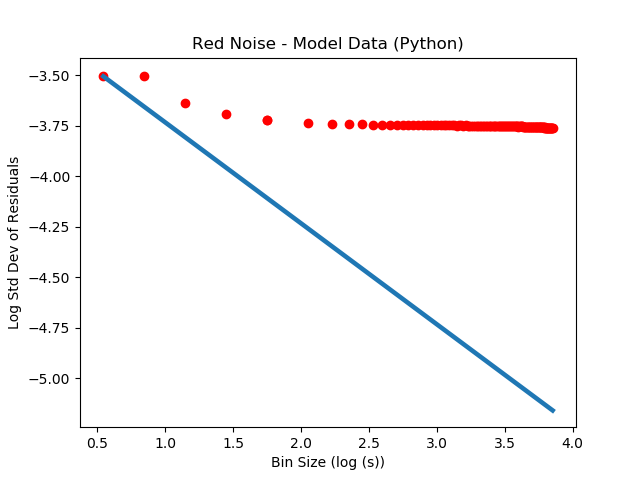 Red Noise - Model Data (Python)
Log Std Dev of Residuals
−3.50
−3.75
−4.00
−4.25
−4.50
−4.75
−5.00
0.5 1.0 1.5 2.0 2.5 3.0 3.5 4.0
Bin Size (log (s))